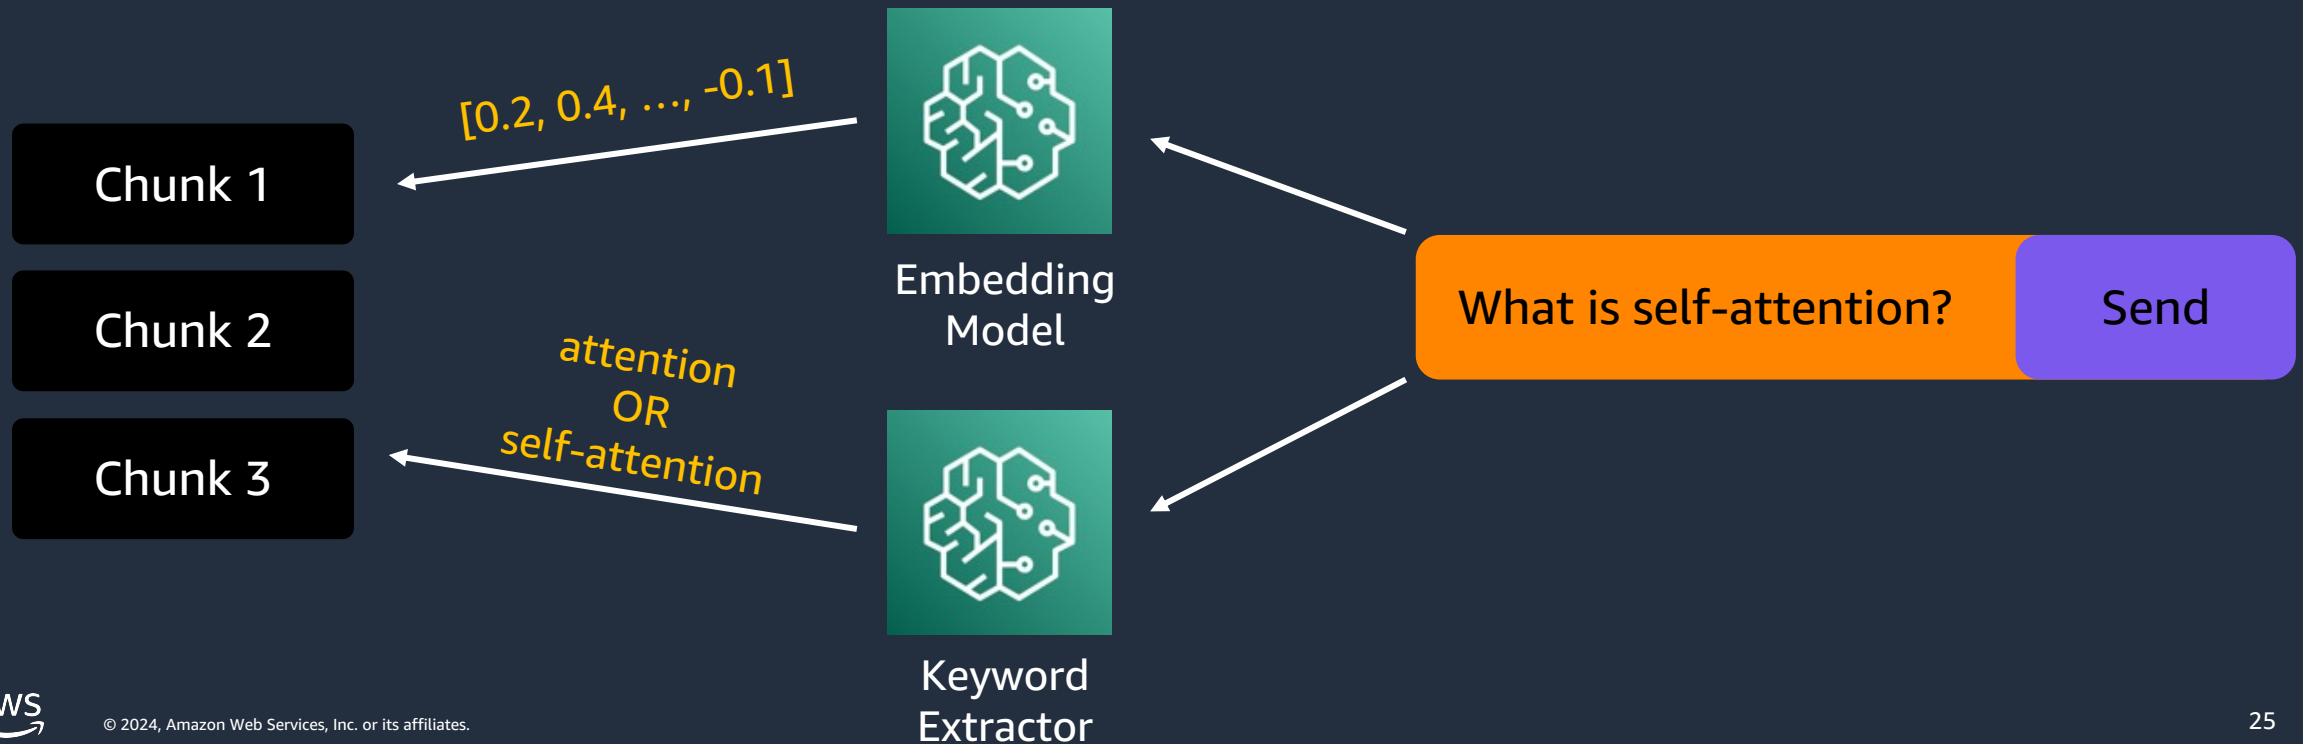 [0.2, 0.4, …, -0.1]
Chunk 1
Chunk 2
Chunk 3
Embedding
Model
attention
OR
self-attention
What is self-attention?
Send
Keyword
Extractor
© 2024, Amazon Web Services, Inc. or its affiliates.
25